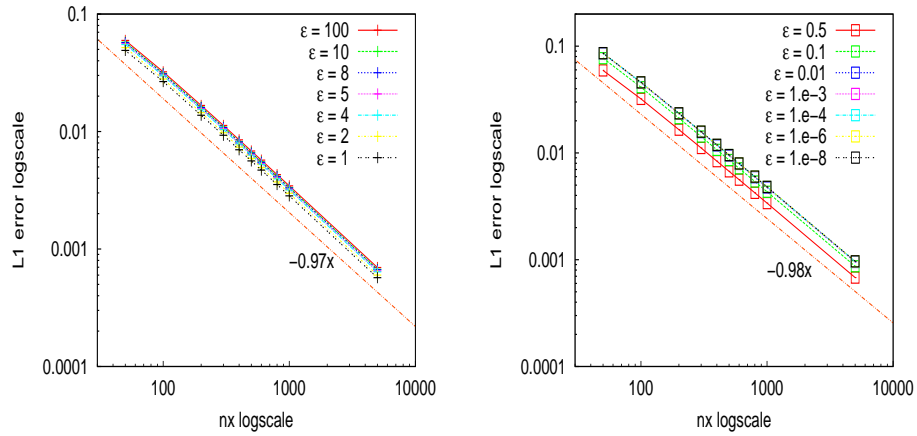 0.1
0.01
0.001
0.0001
L1 error logscale
100
1000
10000
nx logscale
ε = 100
ε = 10
ε = 8
ε = 5
ε = 4
ε = 2
ε = 1
−0.97x
0.1
0.01
0.001
0.0001
L1 error logscale
100
1000
10000
nx logscale
ε = 0.5
ε = 0.1
ε = 0.01
ε = 1.e−3
ε = 1.e−4
ε = 1.e−6
ε = 1.e−8
−0.98x